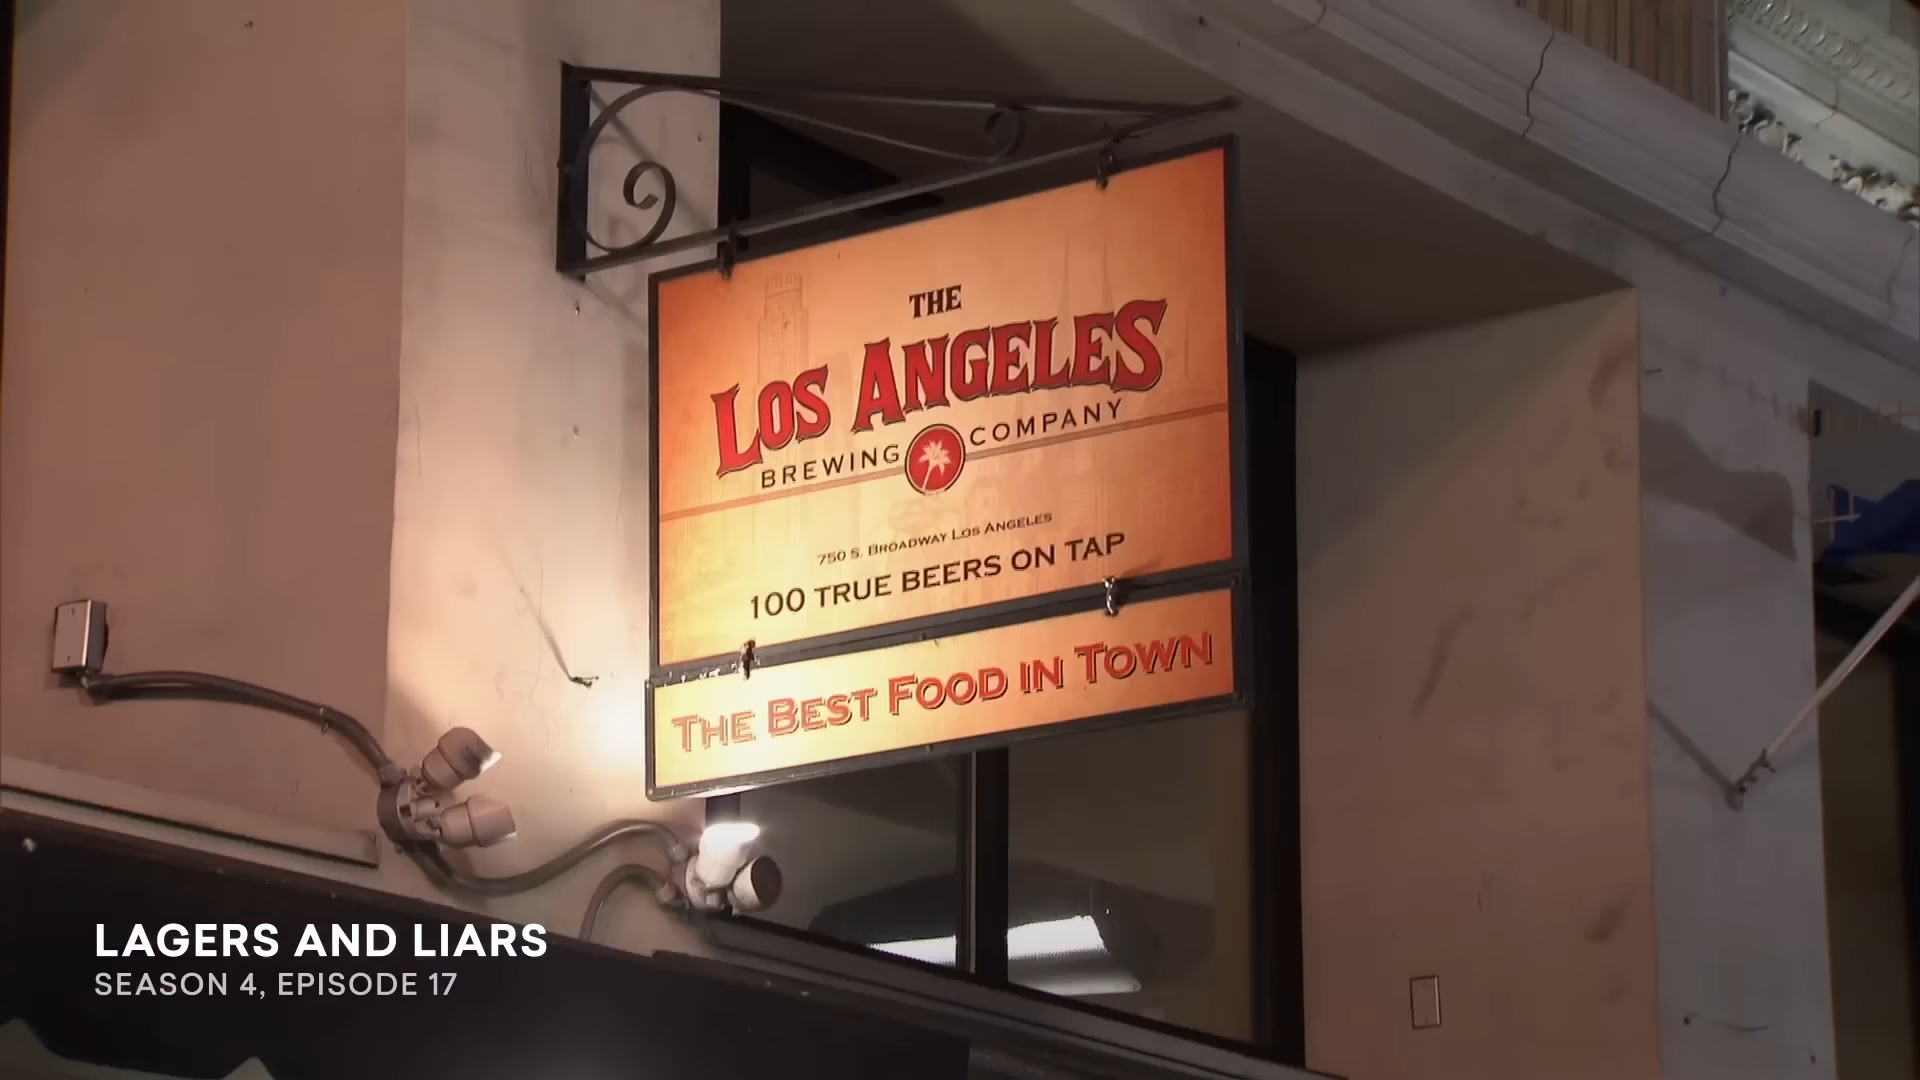 THE
LOS ANGELES
BREWING COMPANY
750 S. BROADWAY LOS ANGELES
100 TRUE BEERS ON TAP
THE BEST FOOD IN TOWN
LAGERS AND LIARS
SEASON 4, EPISODE 17